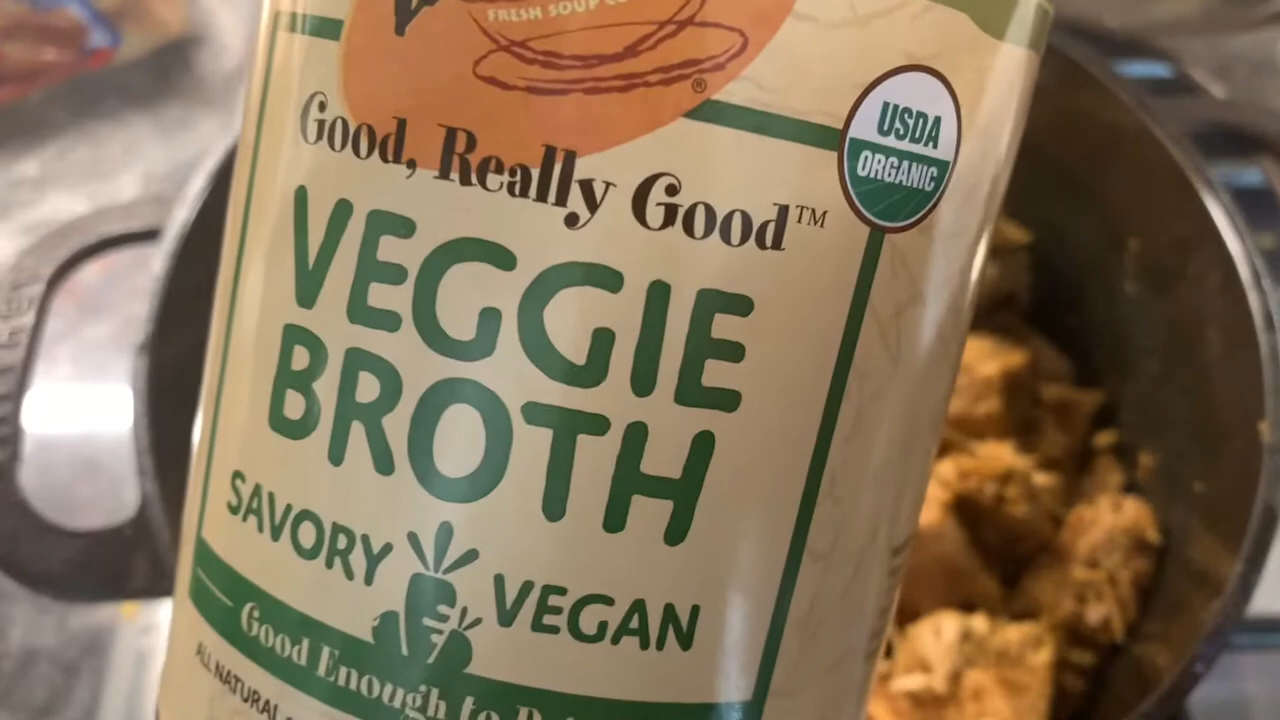 FRESH SOUP
®
Good, Really Good™
USDA
ORGANIC
VEGGIE
BROTH
SAVORY VEGAN
Good Enough to
ALL NATURAL